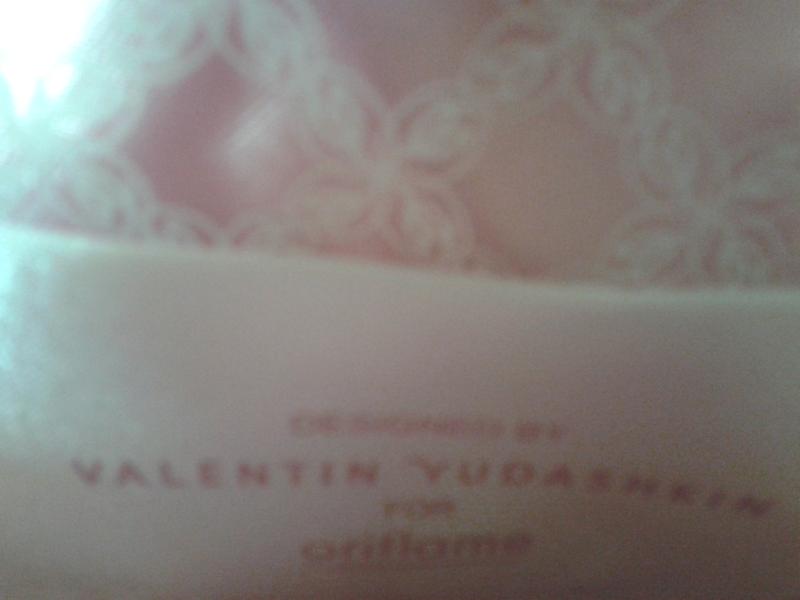 DESIGNED BY
VALENTIN YUDASHKIN
FOR
oriflame